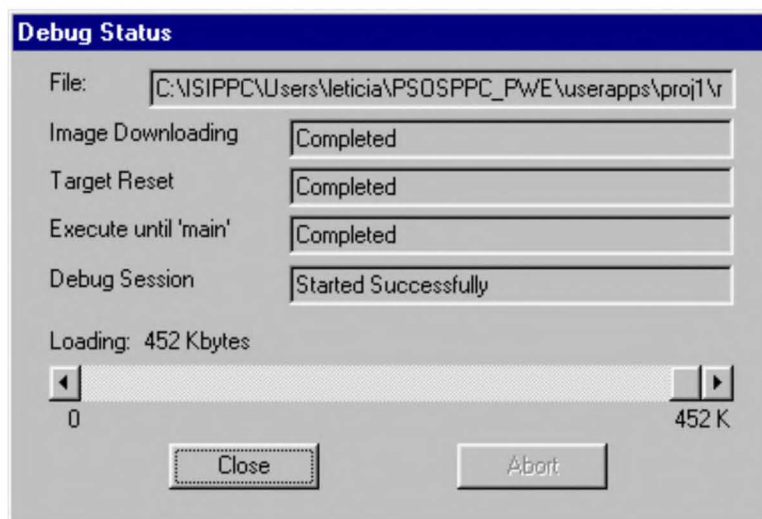 Debug Status
File: C:\ISIPPC\Users\leticia\PSOSPPC_PWE\userapps\proj1\r
Image Downloading Completed
Target Reset Completed
Execute until 'main' Completed
Debug Session Started Successfully
Loading: 452 Kbytes
0 452 K
Close Abort